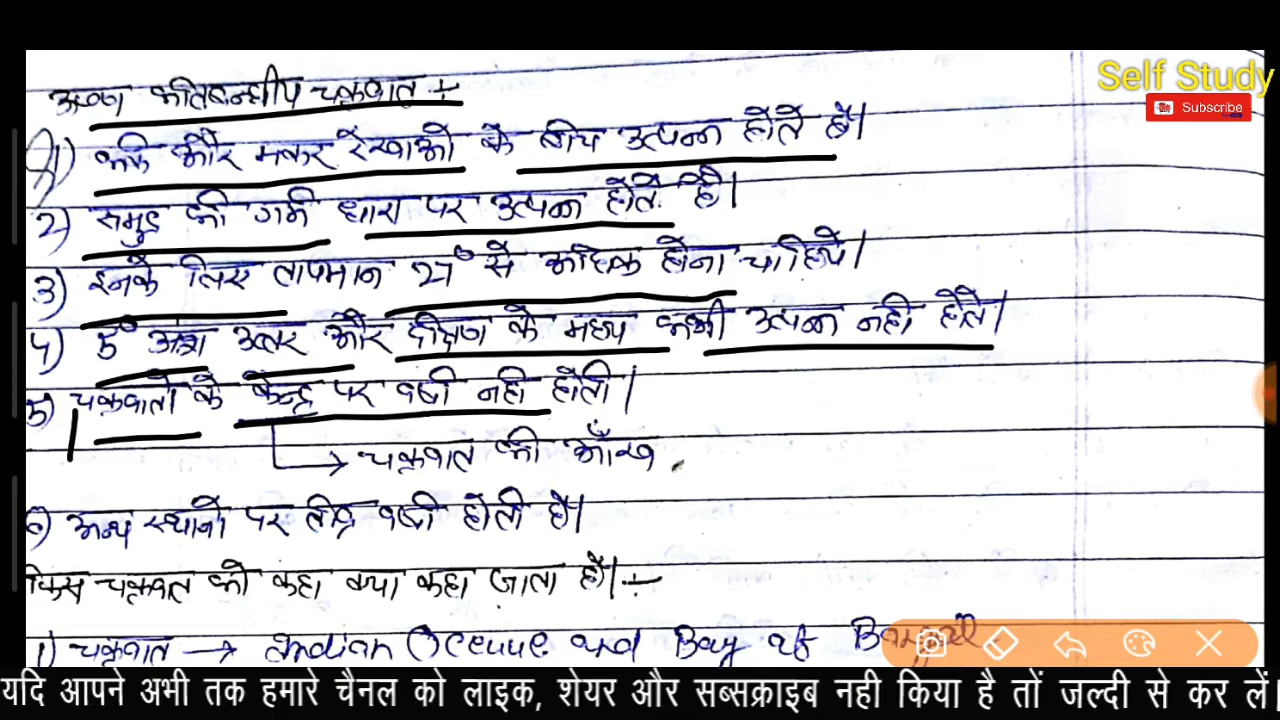 उष्ण कटिबन्धीय चक्रवात ÷
Self Study
Subscribe
1) कर्क और मकर रेखाओं के बीच उत्पन्न होते है।
2) समुद्र की गर्म धारा पर उत्पन्न होते है।
3) इनके लिए तापमान 27° से अधिक होना चाहिये।
4) 5° अंश उत्तर और दक्षिण के मध्य कभी उत्पन्न नही होते।
5) चक्रवातो के केन्द्र पर वर्षा नही होती।
→ चक्रवात की आँख
6) अन्य स्थानो पर तीव्र वर्षा होती है।
किस चक्रवात को कहा क्या कहा जाता है। ÷
1) चक्रवात → Indian and Bay of
यदि आपने अभी तक हमारे चैनल को लाइक, शेयर और सब्सक्राइब नही किया है तों जल्दी से कर लें।